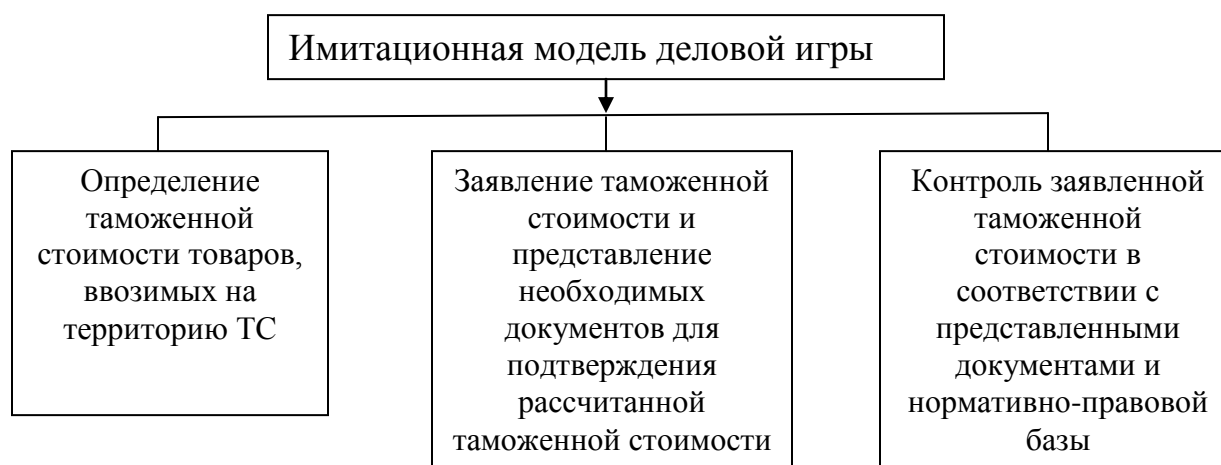 Имитационная модель деловой игры
Определение
таможенной
стоимости товаров,
ввозимых на
территорию ТС
Заявление таможенной
стоимости и
представление
необходимых
документов для
подтверждения
рассчитанной
таможенной стоимости
Контроль заявленной
таможенной
стоимости в
соответствии с
представленными
документами и
нормативно-правовой
базы